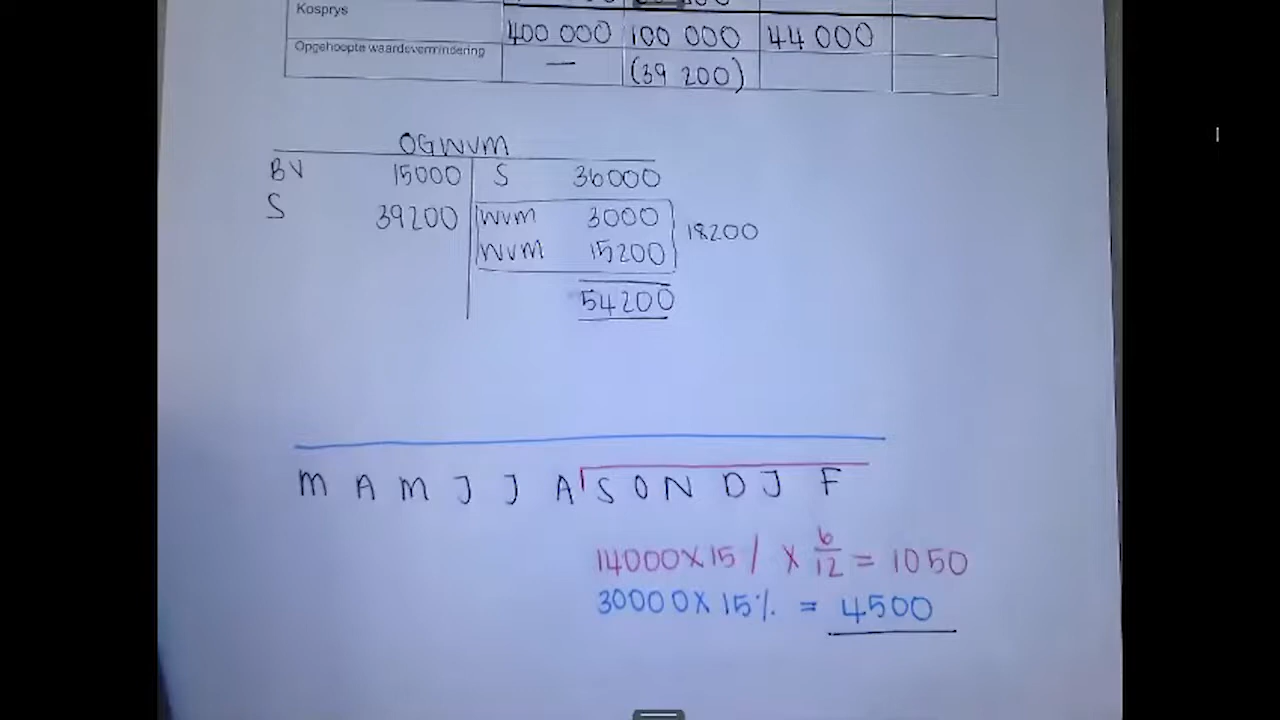 Kosprys 400 000 100 000 44 000
Opgehoopte waardevermindering — (39 200)
OGWVM
BV 15000 S 36000
S 39200 WVM 3000
WVM 15200 18200
54200
M A M J J A S O N D J F
14000 X 15 / X 6/12 = 1050
30000 X 15% = 4500